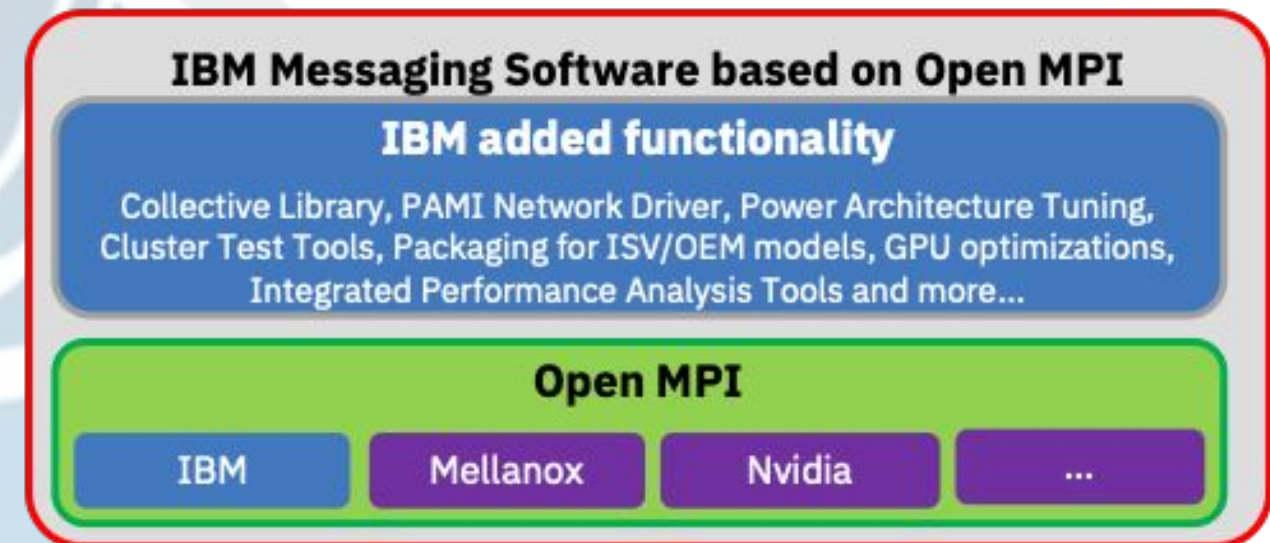 IBM Messaging Software based on Open MPI
IBM added functionality
Collective Library, PAMI Network Driver, Power Architecture Tuning,
Cluster Test Tools, Packaging for ISV/OEM models, GPU optimizations,
Integrated Performance Analysis Tools and more...
Open MPI
IBM Mellanox Nvidia ...